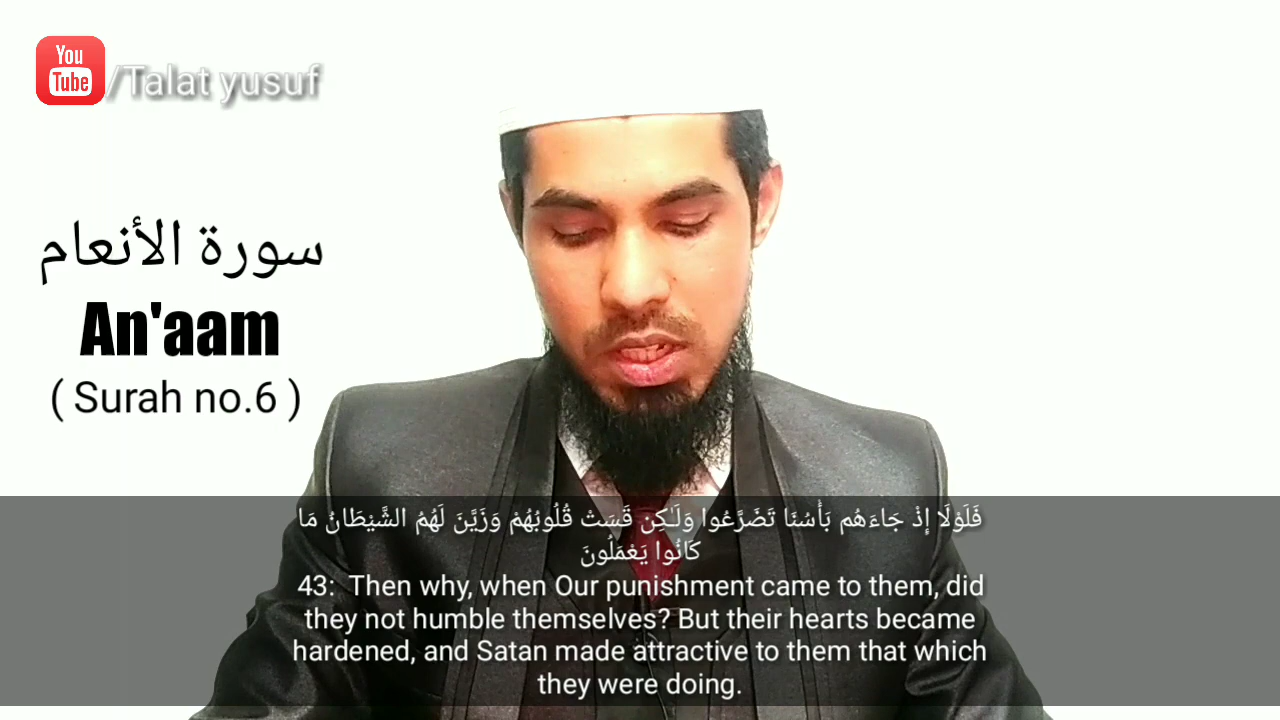 You
Tube
/Talat yusuf
سورة الأنعام
An'aam
( Surah no.6 )
فَلَوْلَا إِذْ جَاءَهُم بَأْسُنَا تَضَرَّعُوا وَلَـٰكِن قَسَتْ قُلُوبُهُمْ وَزَيَّنَ لَهُمُ الشَّيْطَانُ مَا
كَانُوا يَعْمَلُونَ
43:  Then why, when Our punishment came to them, did
they not humble themselves? But their hearts became
hardened, and Satan made attractive to them that which
they were doing.